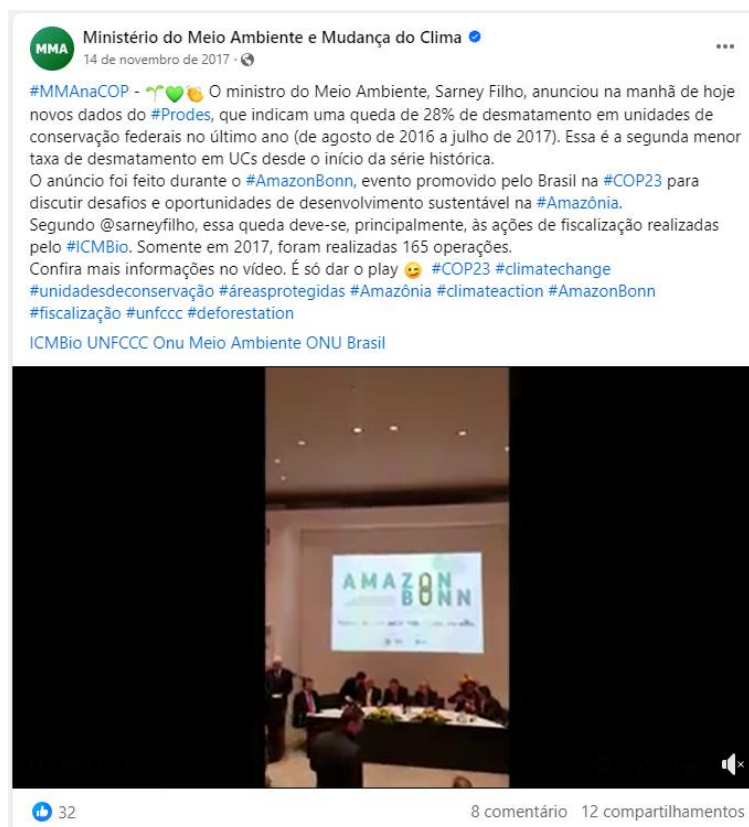 MMA
Ministério do Meio Ambiente e Mudança do Clima
14 de novembro de 2017 ·
#MMAnaCOP - 🌱💚👏 O ministro do Meio Ambiente, Sarney Filho, anunciou na manhã de hoje
novos dados do #Prodes, que indicam uma queda de 28% de desmatamento em unidades de
conservação federais no último ano (de agosto de 2016 a julho de 2017). Essa é a segunda menor
taxa de desmatamento em UCs desde o início da série histórica.
O anúncio foi feito durante o #AmazonBonn, evento promovido pelo Brasil na #COP23 para
discutir desafios e oportunidades de desenvolvimento sustentável na #Amazônia.
Segundo @sarneyfilho, essa queda deve-se, principalmente, às ações de fiscalização realizadas
pelo #ICMBio. Somente em 2017, foram realizadas 165 operações.
Confira mais informações no vídeo. É só dar o play 😉 #COP23 #climatechange
#unidadesdeconservação #áreasprotegidas #Amazônia #climateaction #AmazonBonn
#fiscalização #unfccc #deforestation
ICMBio UNFCCC Onu Meio Ambiente ONU Brasil
AMAZON
BONN
32
8 comentário 12 compartilhamentos